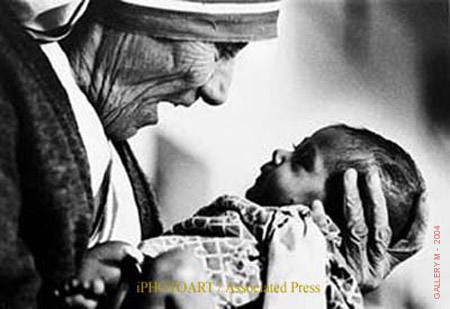 iPHOTOART / Associated Press
GALLERY M - 2004